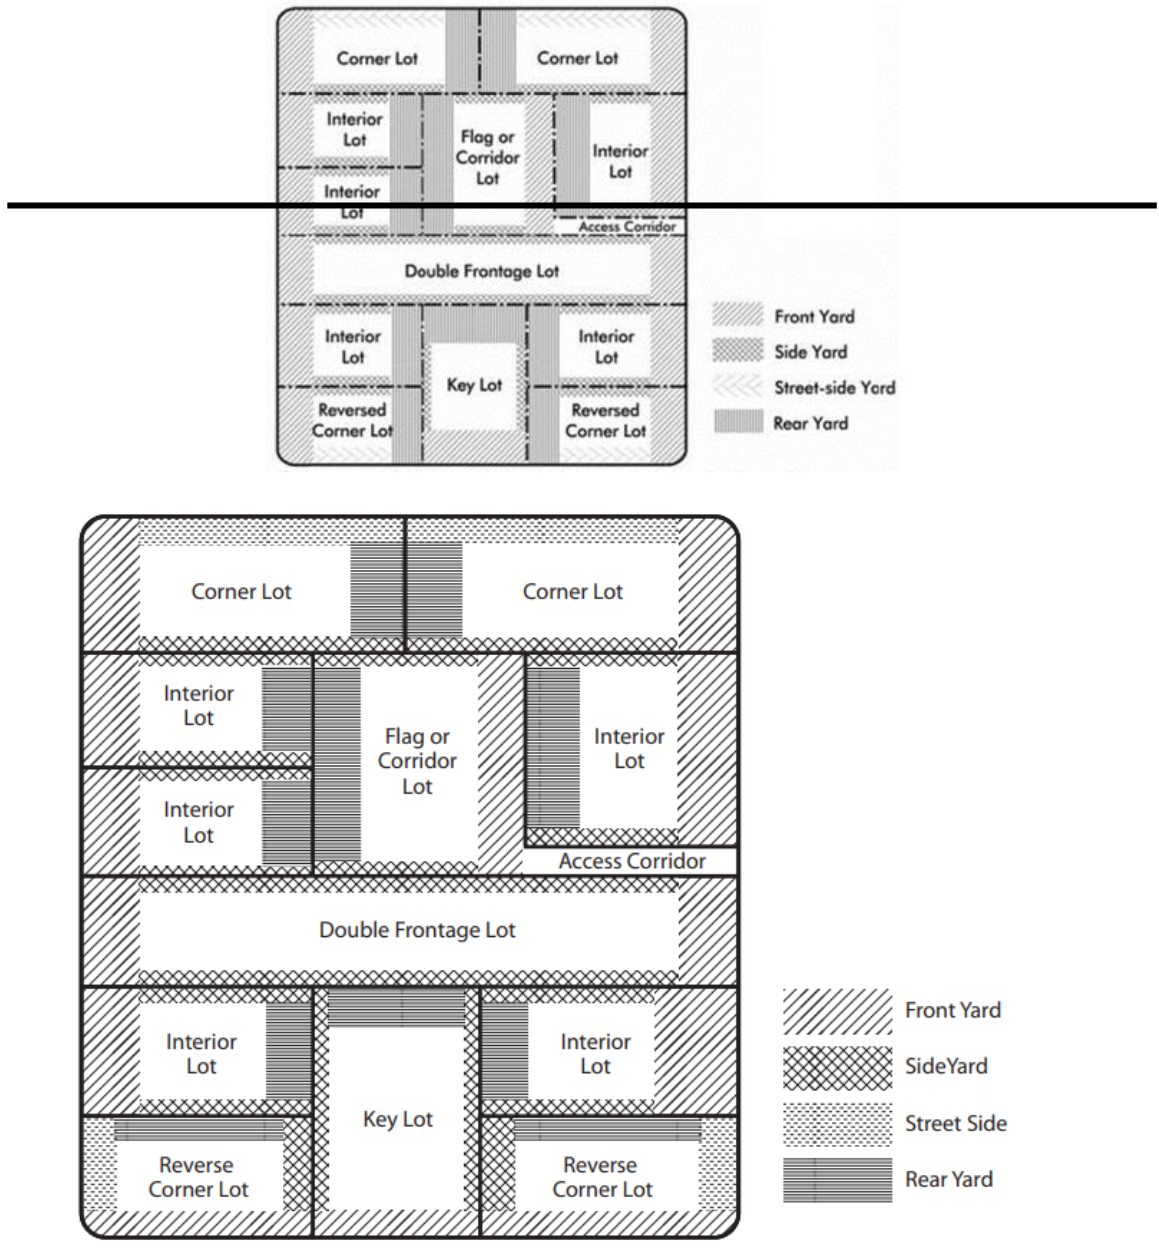 Corner Lot
Corner Lot
Interior
Lot
Flag or
Corridor
Lot
Interior
Lot
Interior
Lot
Access Corridor
Double Frontage Lot
Interior
Lot
Key Lot
Interior
Lot
Reversed
Corner Lot
Reversed
Corner Lot
Front Yard
Side Yard
Street-side Yard
Rear Yard
Corner Lot
Corner Lot
Interior
Lot
Flag or
Corridor
Lot
Interior
Lot
Interior
Lot
Access Corridor
Double Frontage Lot
Interior
Lot
Key Lot
Interior
Lot
Reverse
Corner Lot
Reverse
Corner Lot
Front Yard
SideYard
Street Side
Rear Yard